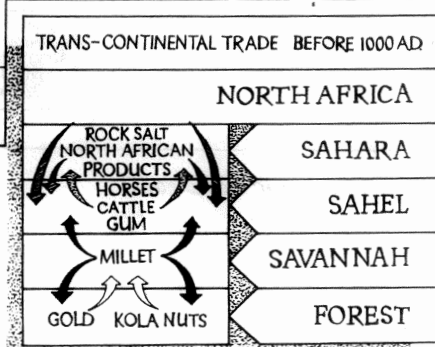 TRANS-CONTINENTAL TRADE BEFORE 1000 AD
NORTH AFRICA
ROCK SALT
NORTH AFRICAN
PRODUCTS
SAHARA
HORSES
CATTLE
GUM
SAHEL
MILLET
SAVANNAH
GOLD KOLA NUTS
FOREST